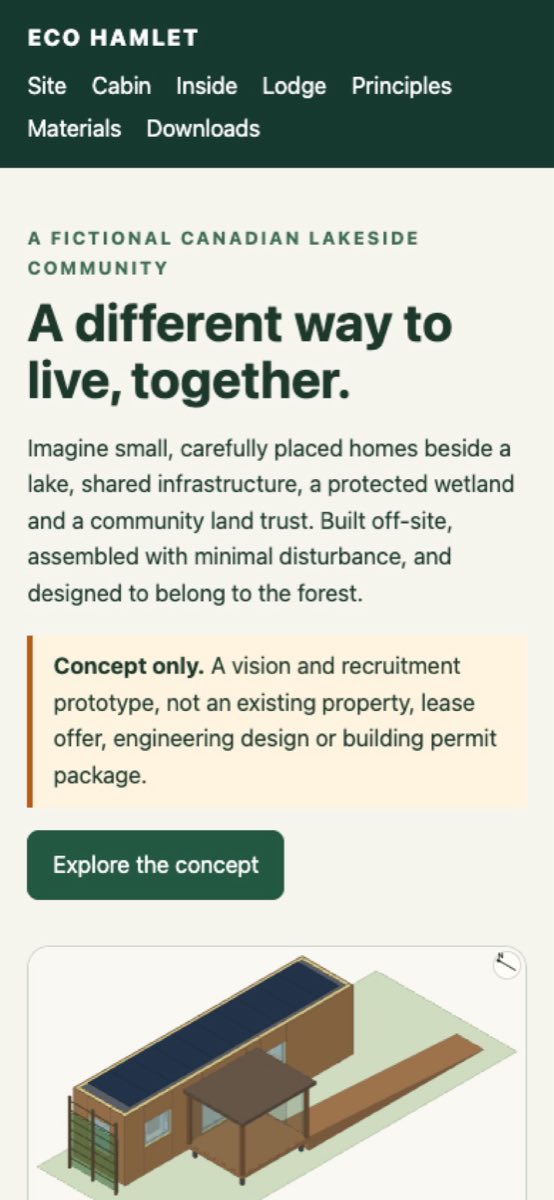 ECO HAMLET
Site Cabin Inside Lodge Principles
Materials Downloads
A FICTIONAL CANADIAN LAKESIDE
COMMUNITY
A different way to
live, together.
Imagine small, carefully placed homes beside a
lake, shared infrastructure, a protected wetland
and a community land trust. Built off-site,
assembled with minimal disturbance, and
designed to belong to the forest.
Concept only. A vision and recruitment
prototype, not an existing property, lease
offer, engineering design or building permit
package.
Explore the concept
N